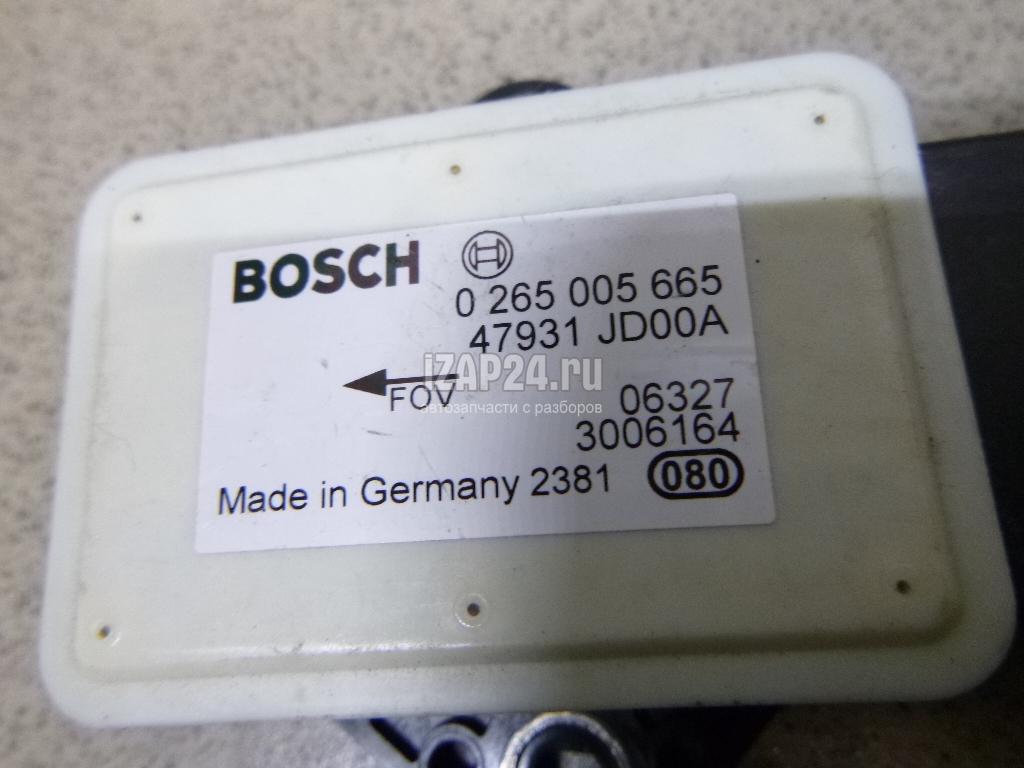 BOSCH
0 265 005 665
47931 JD00A
iZAP24.ru
FOV
автозапчасти с разборов
06327
3006164
Made in Germany 2381 080